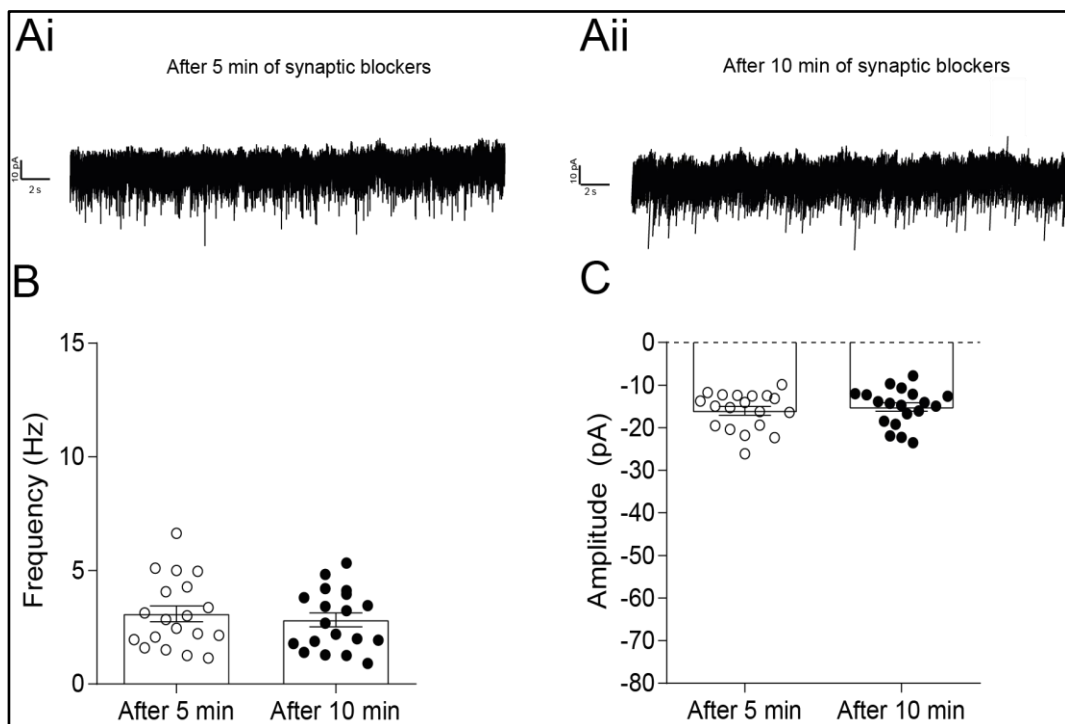 Ai
After 5 min of synaptic blockers
10 pA
2 s
Aii
After 10 min of synaptic blockers
10 pA
2 s
B
Frequency (Hz)
15
10
5
0
After 5 min
After 10 min
C
Amplitude (pA)
0
-10
-20
-30
-40
-50
-60
-70
-80
After 5 min
After 10 min